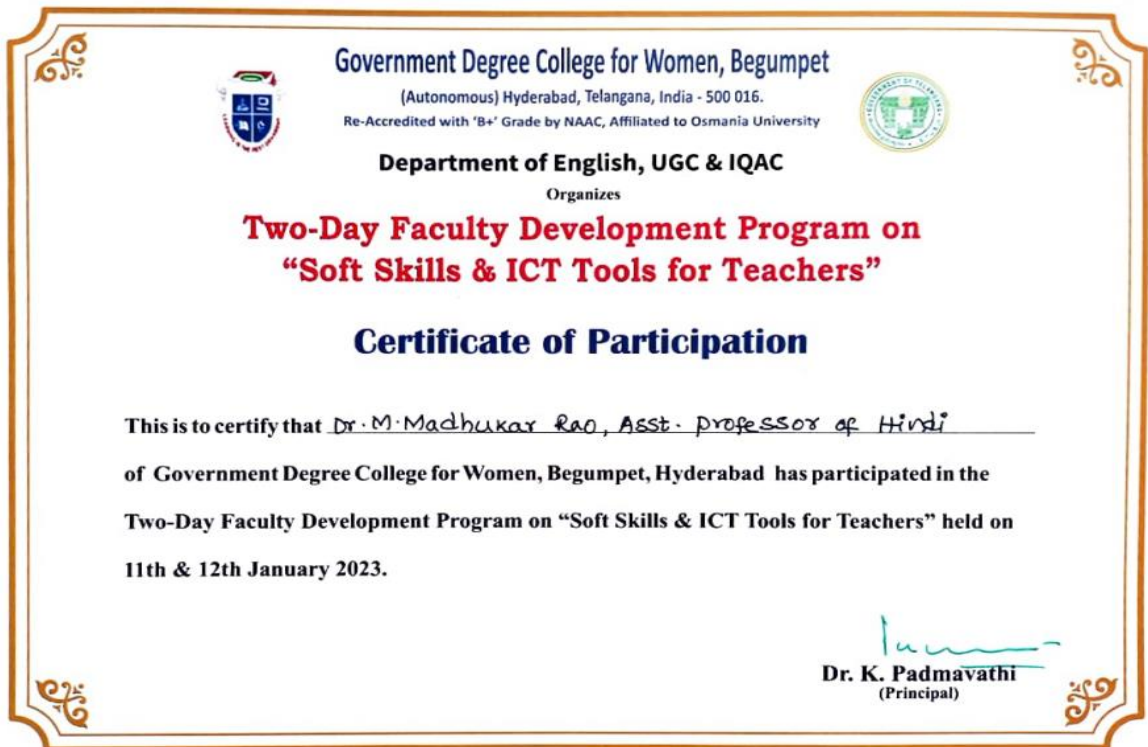 Government Degree College for Women, Begumpet
(Autonomous) Hyderabad, Telangana, India - 500 016.
Re-Accredited with 'B+' Grade by NAAC, Affiliated to Osmania University
Department of English, UGC & IQAC
Organizes
Two-Day Faculty Development Program on
“Soft Skills & ICT Tools for Teachers”
Certificate of Participation
This is to certify that Dr. M. Madhukar Rao, Asst. professor of Hindi
of Government Degree College for Women, Begumpet, Hyderabad has participated in the
Two-Day Faculty Development Program on “Soft Skills & ICT Tools for Teachers” held on
11th & 12th January 2023.
Dr. K. Padmavathi
(Principal)